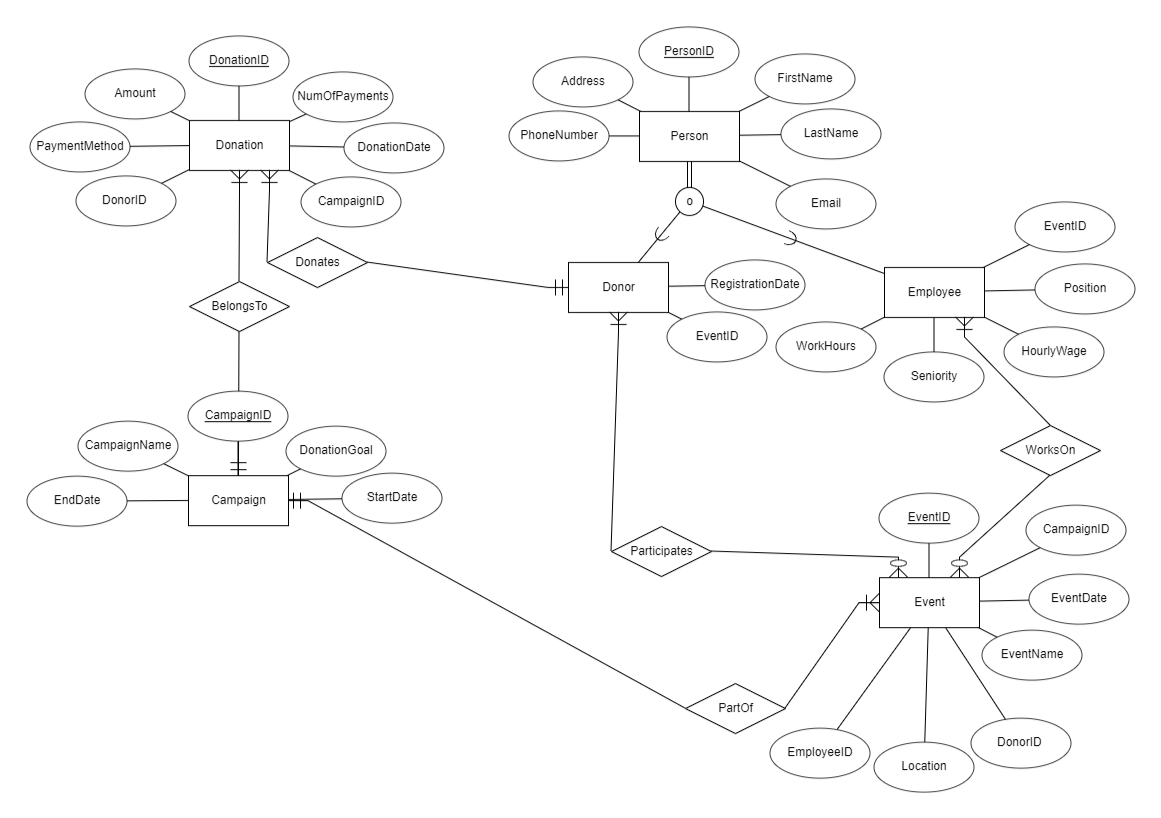 DonationID
Amount
NumOfPayments
PaymentMethod
Donation
DonationDate
DonorID
CampaignID
PersonID
Address
FirstName
PhoneNumber
Person
LastName
Email
o
Donates
BelongsTo
Donor
RegistrationDate
EventID
Employee
EventID
Position
HourlyWage
WorkHours
Seniority
CampaignID
CampaignName
DonationGoal
EndDate
Campaign
StartDate
WorksOn
Participates
EventID
CampaignID
Event
EventDate
EventName
PartOf
EmployeeID
Location
DonorID